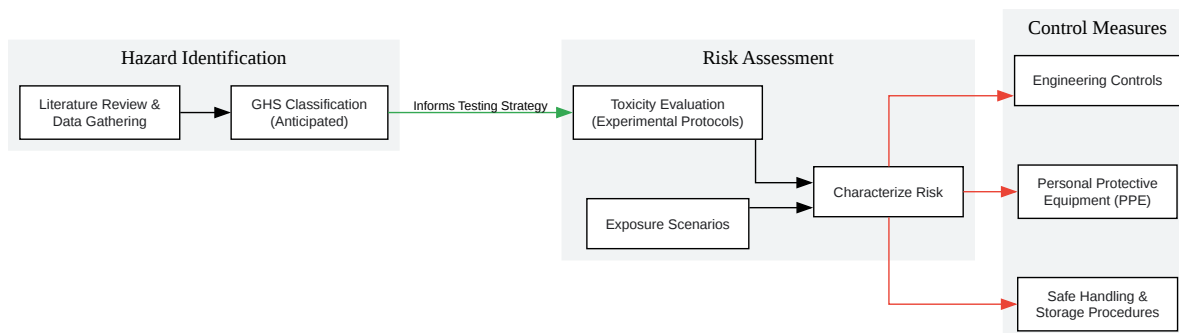 Hazard Identification
Literature Review &
Data Gathering
GHS Classification
(Anticipated)
Informs Testing Strategy
Risk Assessment
Toxicity Evaluation
(Experimental Protocols)
Exposure Scenarios
Characterize Risk
Control Measures
Engineering Controls
Personal Protective
Equipment (PPE)
Safe Handling &
Storage Procedures